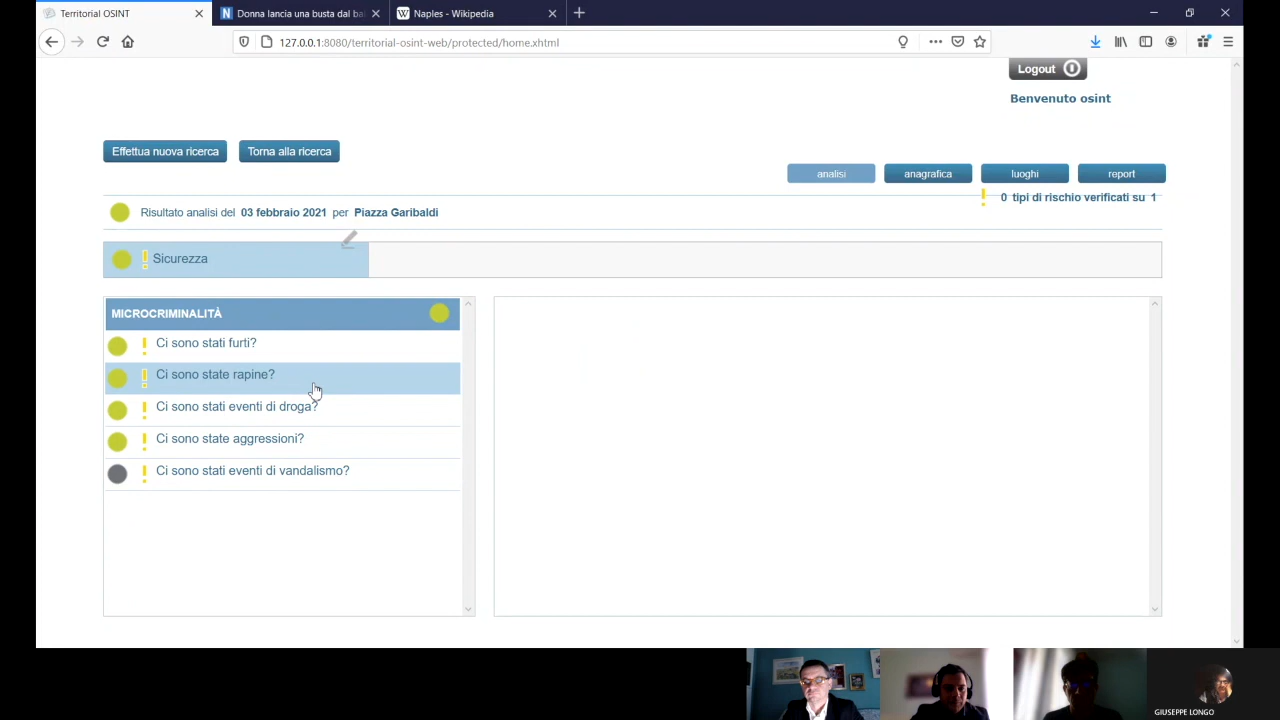 Territorial OSINT
Donna lancia una busta dal bal
Naples - Wikipedia
127.0.0.1:8080/territorial-osint-web/protected/home.xhtml
Logout
Benvenuto osint
Effettua nuova ricerca
Torna alla ricerca
analisi
anagrafica
luoghi
report
0 tipi di rischio verificati su 1
Risultato analisi del 03 febbraio 2021 per Piazza Garibaldi
Sicurezza
MICROCRIMINALITÀ
Ci sono stati furti?
Ci sono state rapine?
Ci sono stati eventi di droga?
Ci sono state aggressioni?
Ci sono stati eventi di vandalismo?
GIUSEPPE LONGO